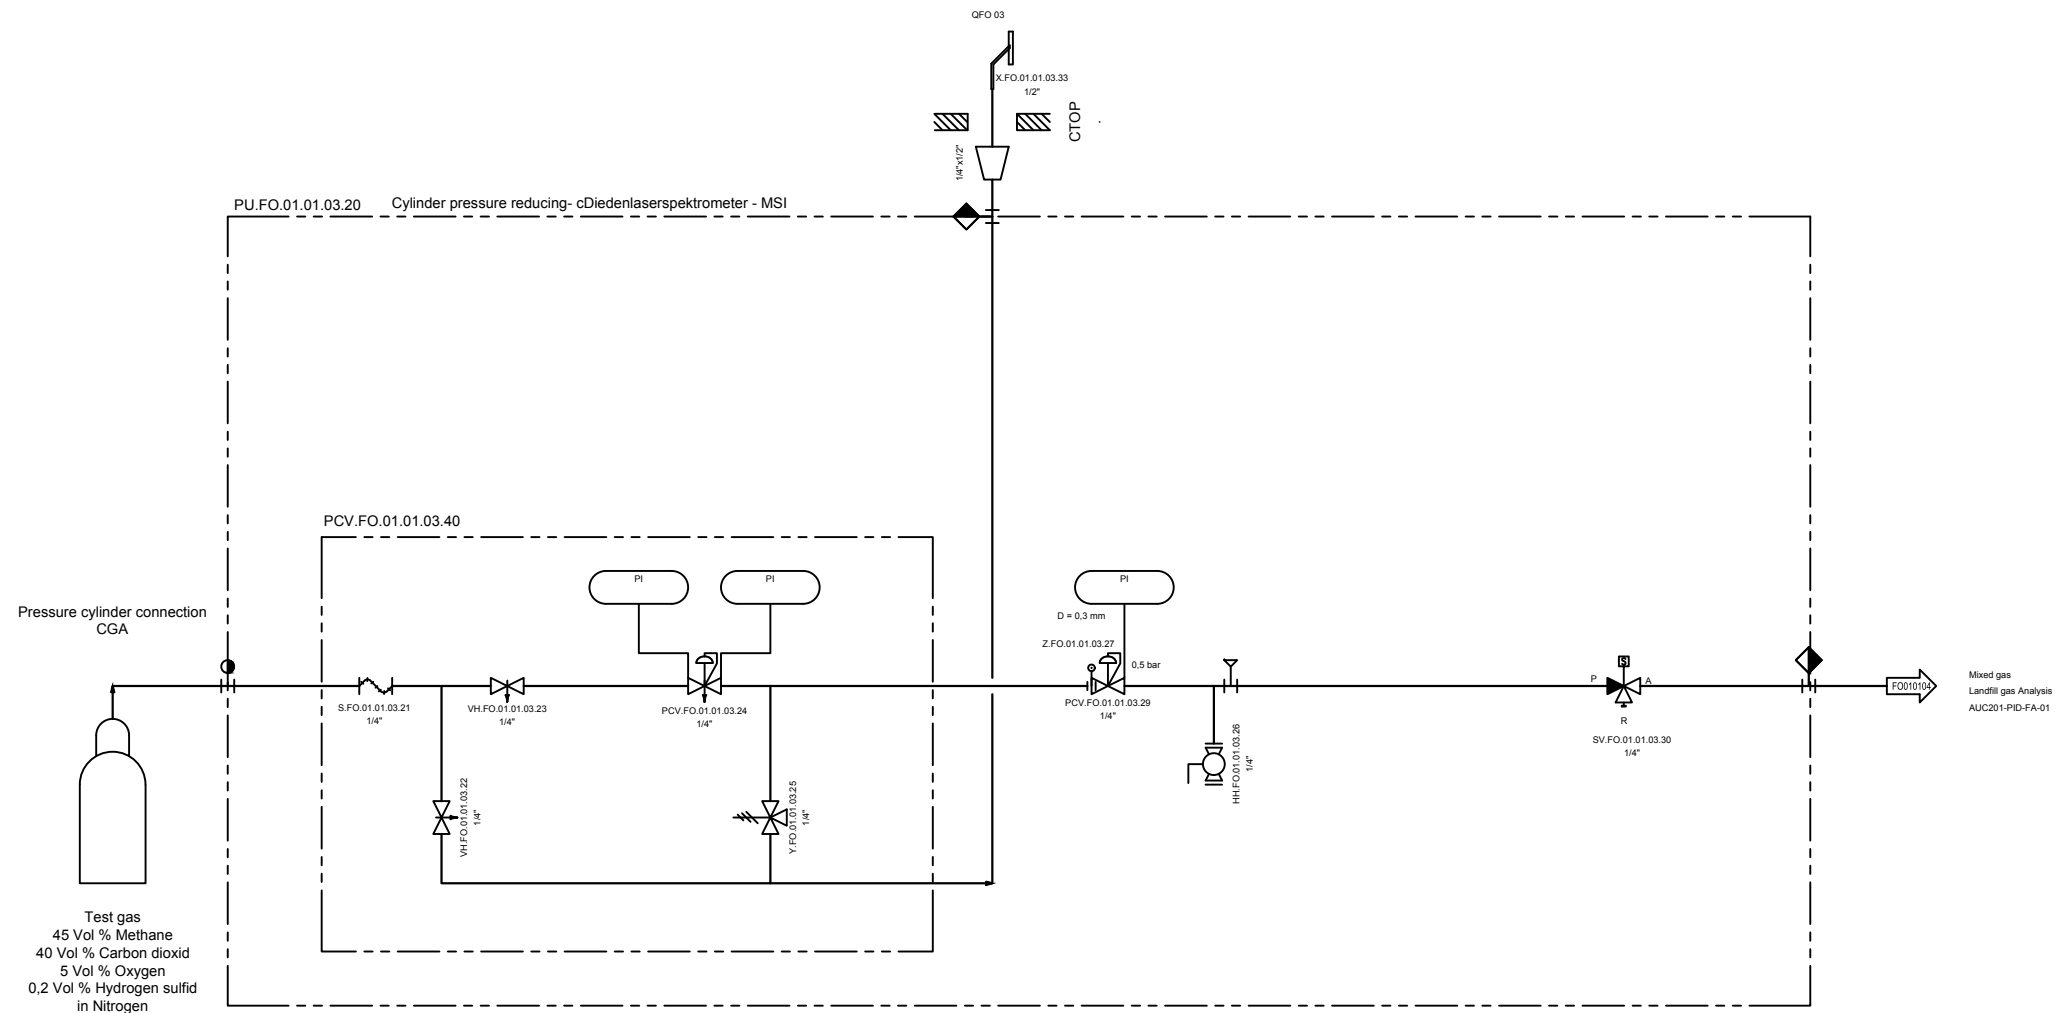 QFO 03
X.FO.01.01.03.33
1/2"
CTOP
1/4"x1/2"
PU.FO.01.01.03.20
Cylinder pressure reducing- cDiedenlaserspektrometer - MSI
PCV.FO.01.01.03.40
Pressure cylinder connection
CGA
PI
PI
PI
D = 0,3 mm
Z.FO.01.01.03.27
0,5 bar
S.FO.01.01.03.21
1/4"
VH.FO.01.01.03.23
1/4"
PCV.FO.01.01.03.24
1/4"
PCV.FO.01.01.03.29
1/4"
S
P
A
R
SV.FO.01.01.03.30
1/4"
FO010104
Mixed gas
Landfill gas Analysis
AUC201-PID-FA-01
VH.FO.01.01.03.22
1/4"
Y.FO.01.01.03.25
1/4"
HH.FO.01.01.03.26
1/4"
Test gas
45 Vol % Methane
40 Vol % Carbon dioxid
5 Vol % Oxygen
0,2 Vol % Hydrogen sulfid
in Nitrogen